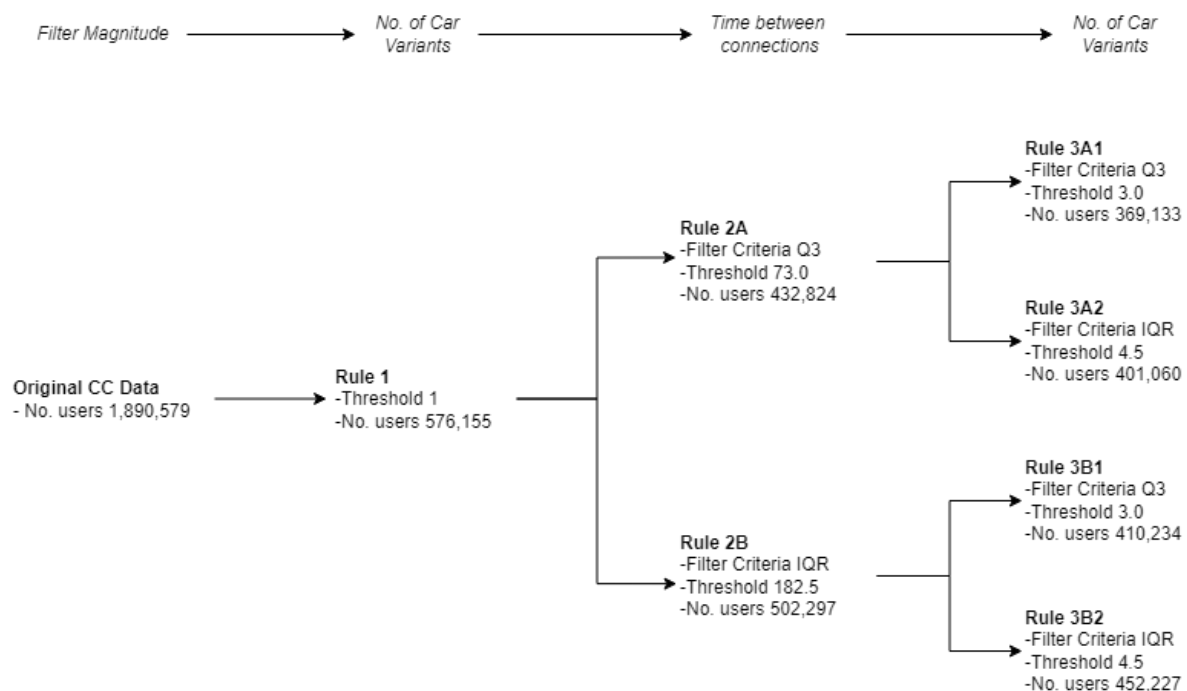 Filter Magnitude
No. of Car
Variants
Time between
connections
No. of Car
Variants
Original CC Data
- No. users 1,890,579
Rule 1
-Threshold 1
-No. users 576,155
Rule 2A
-Filter Criteria Q3
-Threshold 73.0
-No. users 432,824
Rule 2B
-Filter Criteria IQR
-Threshold 182.5
-No. users 502,297
Rule 3A1
-Filter Criteria Q3
-Threshold 3.0
-No. users 369,133
Rule 3A2
-Filter Criteria IQR
-Threshold 4.5
-No. users 401,060
Rule 3B1
-Filter Criteria Q3
-Threshold 3.0
-No. users 410,234
Rule 3B2
-Filter Criteria IQR
-Threshold 4.5
-No. users 452,227